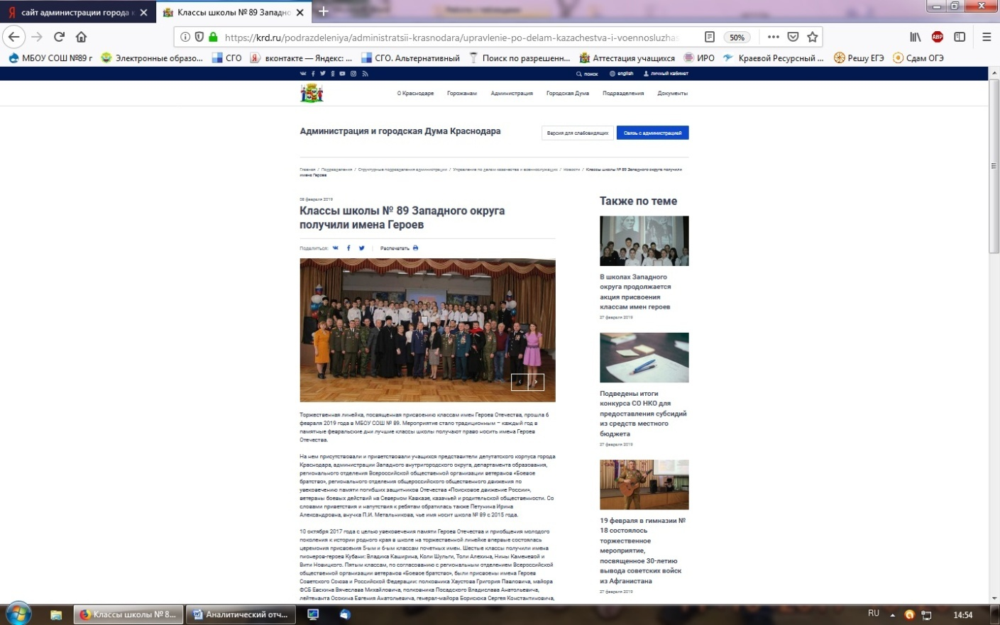 сайт администрации города к
Классы школы № 89 Западно
https://krd.ru/podrazdeleniya/administratsii-krasnodara/upravlenie-po-delam-kazachestva-i-voennosluzhas
50%
МБОУ СОШ №89 г
Электронные образо...
СГО
вконтакте — Яндекс: ...
СГО. Альтернативный
Поиск по разрешенн...
Аттестация учащихся
ИРО
Краевой Ресурсный ...
Решу ЕГЭ
Сдам ОГЭ
поиск
english
личный кабинет
О Краснодаре
Горожанам
Администрация
Городская Дума
Подразделения
Документы
Администрация и городская Дума Краснодара
Версия для слабовидящих
Связь с администрацией
Главная / Подразделения / Структурные подразделения администрации / Управление по делам казачества и военнослужащих / Новости / Классы школы № 89 Западного округа получили
имена Героев
08 февраля 2019
Классы школы № 89 Западного округа
получили имена Героев
Поделиться:
Распечатать
Торжественная линейка, посвященная присвоению классам имен Героев Отечества, прошла 6
февраля 2019 года в МБОУ СОШ № 89. Мероприятие стало традиционным – каждый год в
памятные февральские дни лучшие классы школы получают право носить имена Героев
Отечества.
На нем присутствовали и приветствовали учащихся представители депутатского корпуса города
Краснодара, администрации Западного внутригородского округа, департамента образования,
регионального отделения Всероссийской общественной организации ветеранов «Боевое
братство», регионального отделения общероссийского общественного движения по
увековечению памяти погибших защитников Отечества «Поисковое движение России»,
ветераны боевых действий на Северном Кавказе, казачьей и родительской общественности. Со
словами приветствия и напутствия к ребятам обратилась также Петунина Ирина
Александровна, внучка П.И. Метальникова, чье имя носит школа № 89 с 2015 года.
10 октября 2017 года с целью увековечения памяти Героев Отечества и приобщения молодого
поколения к истории родного края в школе на торжественной линейке впервые состоялась
церемония присвоения 5-ым и 6-ым классам почетных имен. Шестые классы получили имена
пионеров-героев Кубани: Владика Каширина, Коли Шульги, Толи Алехина, Нины Каменевой и
Вити Новицкого. Пятым классам, по согласованию с региональным отделением Всероссийской
общественной организации ветеранов «Боевое братство», были присвоены имена Героев
Советского Союза и Российской Федерации: полковника Хаустова Григория Павловича, майора
ФСБ Евскина Вячеслава Михайловича, полковника Посадского Владислава Анатольевича,
лейтенанта Осокина Евгения Анатольевича, генерал-майора Борисюка Сергея Константиновича,
Также по теме
В школах Западного
округа продолжается
акция присвоения
классам имен героев
27 февраля 2019
Подведены итоги
конкурса СО НКО для
предоставления субсидий
из средств местного
бюджета
27 февраля 2019
19 февраля в гимназии №
18 состоялось
торжественное
мероприятие,
посвященное 30-летию
вывода советских войск
из Афганистана
27 февраля 2019
Классы школы № 8...
Аналитический отч...
RU
14:54